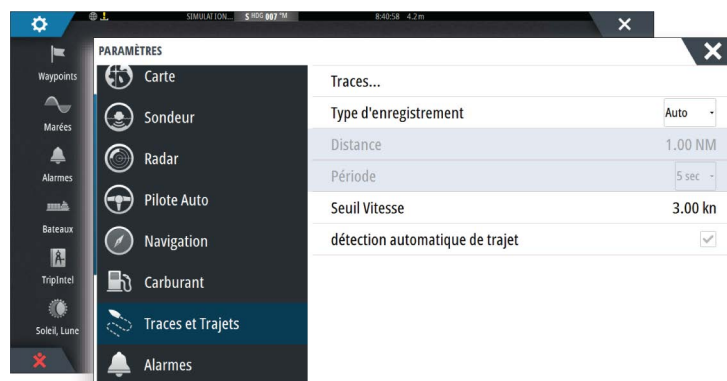 SIMULATION... S HDG 007 °M 8:40:58 4.2m
PARAMÈTRES
Waypoints
Marées
Alarmes
Bateaux
TripIntel
Soleil, Lune
Carte
Sondeur
Radar
Pilote Auto
Navigation
Carburant
Traces et Trajets
Alarmes
Traces...
Type d'enregistrement Auto
Distance 1.00 NM
Période 5 sec
Seuil Vitesse 3.00 kn
détection automatique de trajet